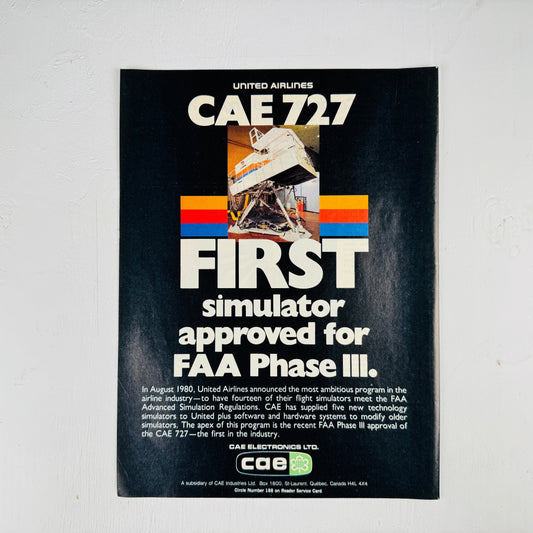 UNITED AIRLINES
CAE 727
FIRST
simulator
approved for
FAA Phase III.
In August 1980, United Airlines announced the most ambitious program in the
airline industry—to have fourteen of their flight simulators meet the FAA
Advanced Simulation Regulations. CAE has supplied five new technology
simulators to United plus software and hardware systems to modify older
simulators. The apex of this program is the recent FAA Phase III approval of
the CAE 727—the first in the industry.
CAE ELECTRONICS LTD.
cae
A subsidiary of CAE Industries Ltd. Box 1800, St-Laurent, Québec, Canada H4L 4X4
Circle Number 188 on Reader Service Card